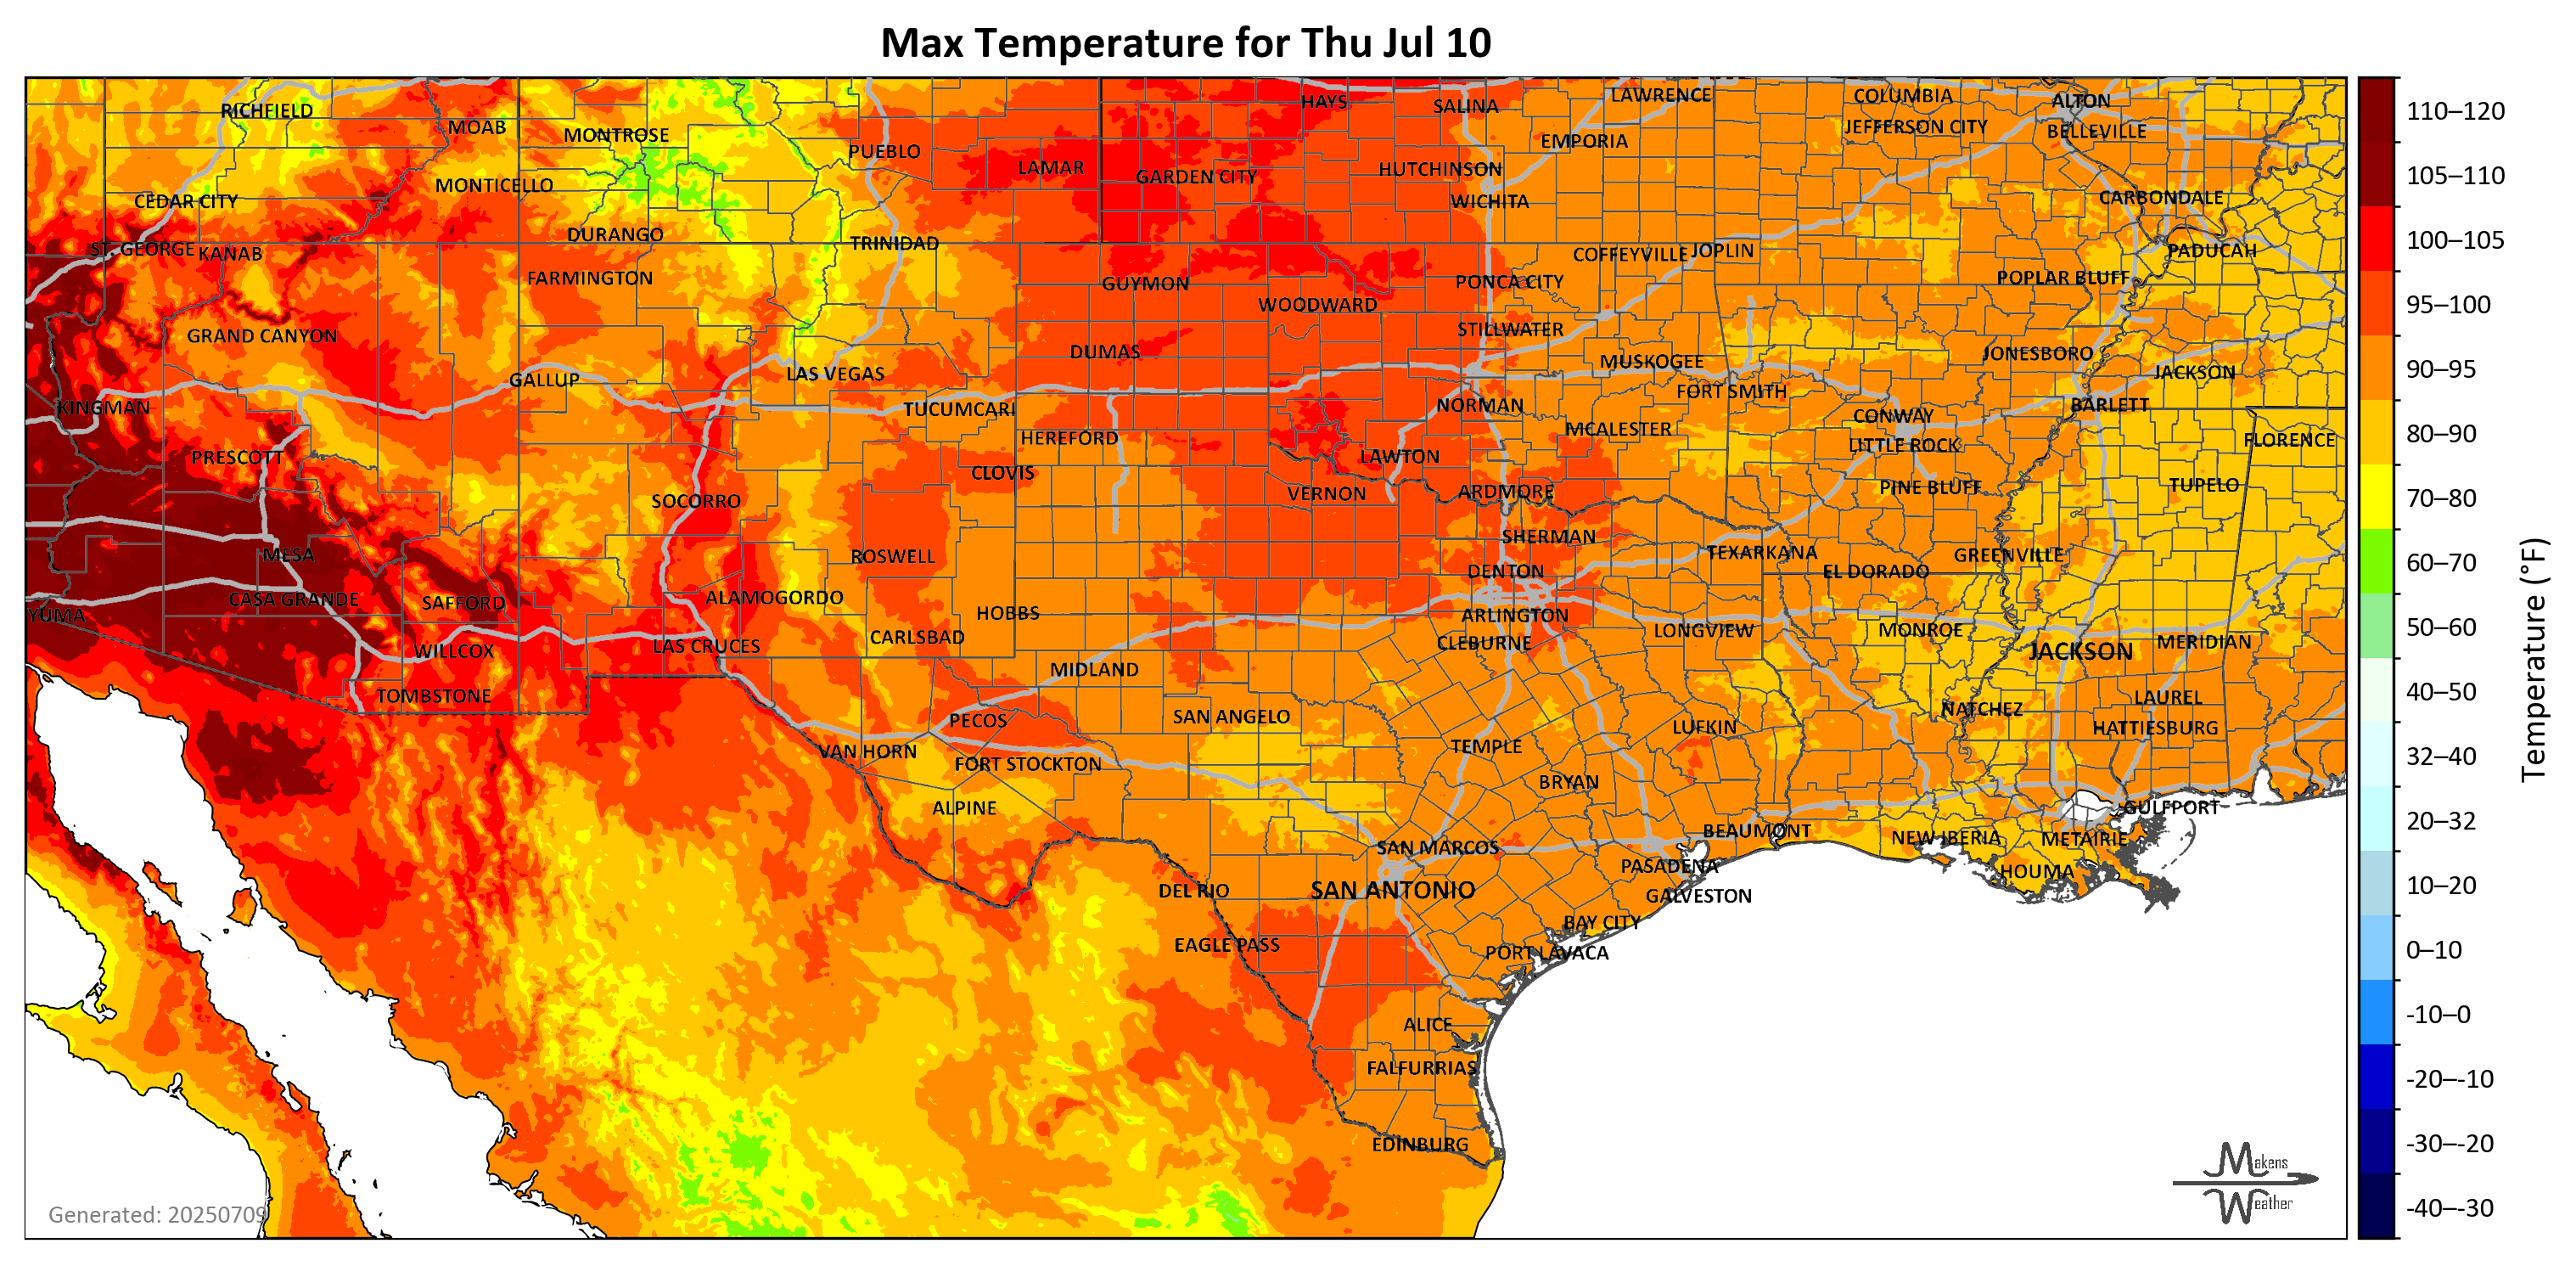 Max Temperature for Thu Jul 10
RICHFIELD
MOAB
MONTROSE
PUEBLO
LAMAR
HAYS
SALINA
LAWRENCE
COLUMBIA
ALTON
EMPORIA
JEFFERSON CITY
BELLEVILLE
CEDAR CITY
MONTICELLO
GARDEN CITY
HUTCHINSON
WICHITA
CARBONDALE
ST. GEORGE
KANAB
DURANGO
TRINIDAD
COFFEYVILLE
JOPLIN
PADUCAH
FARMINGTON
GUYMON
PONCA CITY
POPLAR BLUFF
WOODWARD
GRAND CANYON
STILLWATER
DUMAS
MUSKOGEE
JONESBORO
GALLUP
LAS VEGAS
FORT SMITH
JACKSON
KINGMAN
TUCUMCARI
NORMAN
CONWAY
BARLETT
HEREFORD
MCALESTER
LITTLE ROCK
FLORENCE
PRESCOTT
CLOVIS
LAWTON
SOCORRO
VERNON
ARDMORE
PINE BLUFF
TUPELO
MESA
ROSWELL
SHERMAN
TEXARKANA
GREENVILLE
DENTON
EL DORADO
CASA GRANDE
SAFFORD
ALAMOGORDO
YUMA
HOBBS
ARLINGTON
WILLCOX
LAS CRUCES
CARLSBAD
CLEBURNE
LONGVIEW
MONROE
JACKSON
MERIDIAN
TOMBSTONE
MIDLAND
LAUREL
PECOS
SAN ANGELO
NATCHEZ
LUFKIN
HATTIESBURG
VAN HORN
FORT STOCKTON
TEMPLE
BRYAN
ALPINE
GULFPORT
SAN MARCOS
BEAUMONT
NEW IBERIA
METAIRIE
PASADENA
HOUMA
DEL RIO
SAN ANTONIO
GALVESTON
BAY CITY
EAGLE PASS
PORT LAVACA
ALICE
FALFURRIAS
EDINBURG
Generated: 20250709
Makens
Weather
110–120
105–110
100–105
95–100
90–95
80–90
70–80
60–70
50–60
40–50
32–40
20–32
10–20
0–10
-10–0
-20–-10
-30–-20
-40–-30
Temperature (°F)